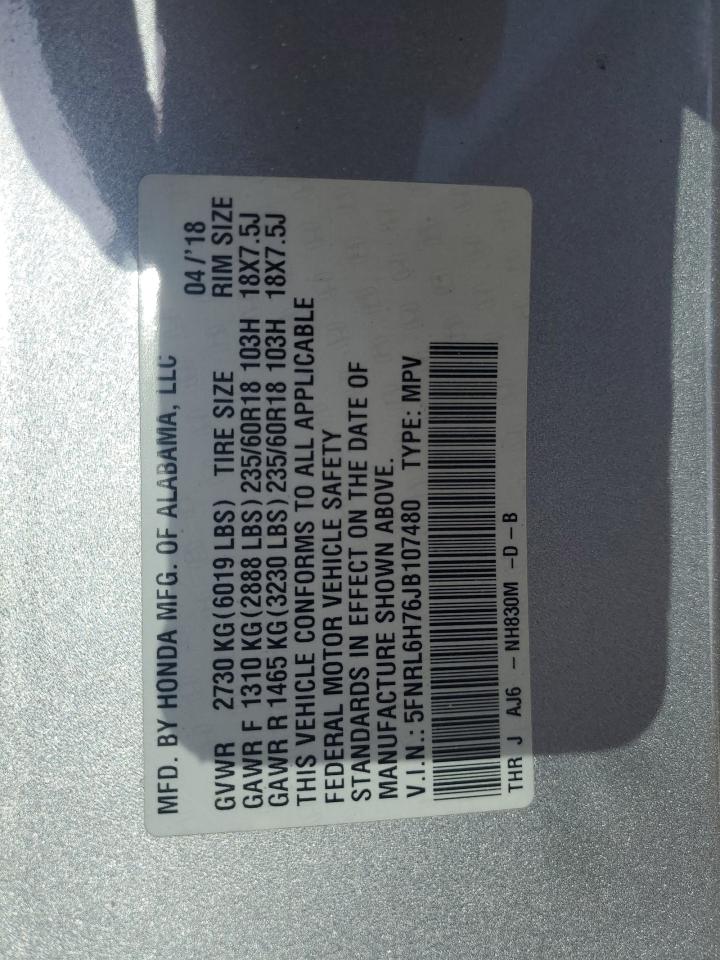 MFD. BY HONDA MFG. OF ALABAMA, LLC
04/'18
GVWR 2730 KG(6019 LBS) TIRE SIZE RIM SIZE
GAWR F 1310 KG(2888 LBS) 235/60R18 103H 18X7.5J
GAWR R 1465 KG(3230 LBS) 235/60R18 103H 18X7.5J
THIS VEHICLE CONFORMS TO ALL APPLICABLE
FEDERAL MOTOR VEHICLE SAFETY
STANDARDS IN EFFECT ON THE DATE OF
MANUFACTURE SHOWN ABOVE.
V.I.N.: 5FNRL6H76JB107480 TYPE: MPV
THR J AJ6 - NH830M -D-B